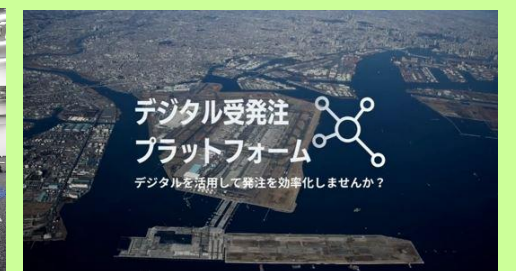 デジタル受発注
プラットフォーム
デジタルを活用して発注を効率化しませんか？